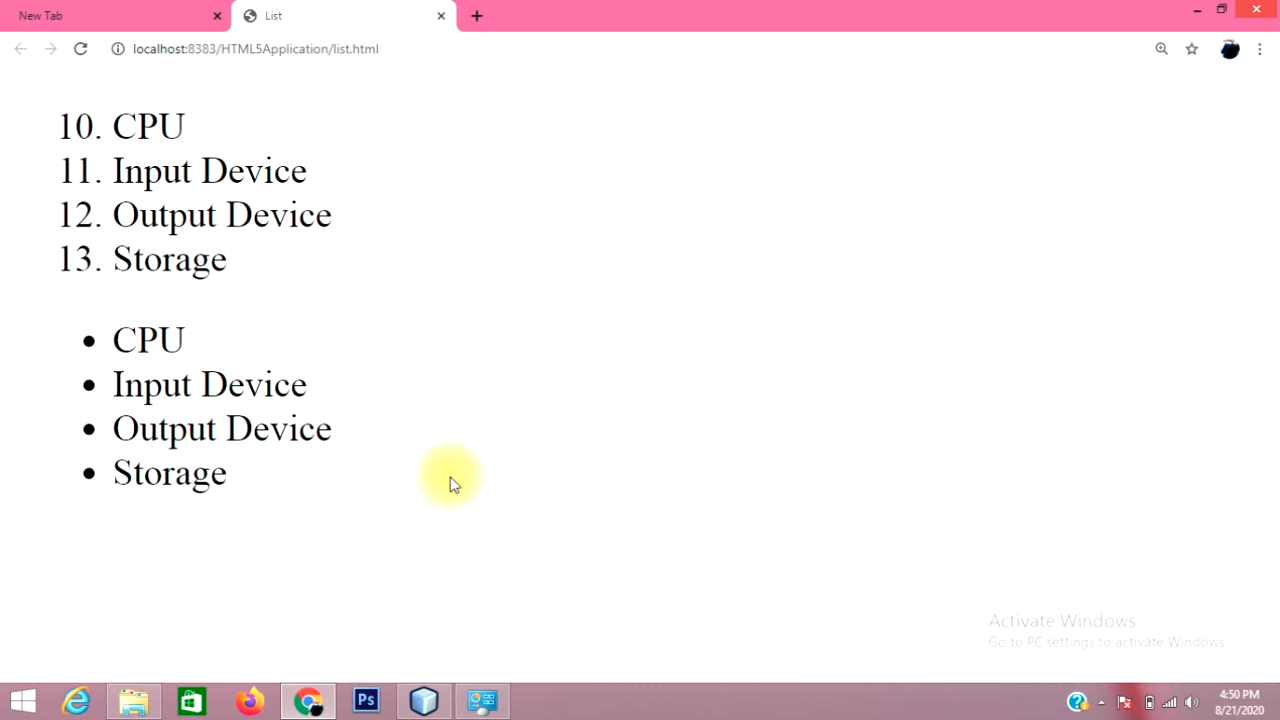 New Tab
List
localhost:8383/HTML5Application/list.html
10. CPU
11. Input Device
12. Output Device
13. Storage
• CPU
• Input Device
• Output Device
• Storage
Activate Windows
Go to PC settings to activate Windows.
Ps
4:50 PM
8/21/2020